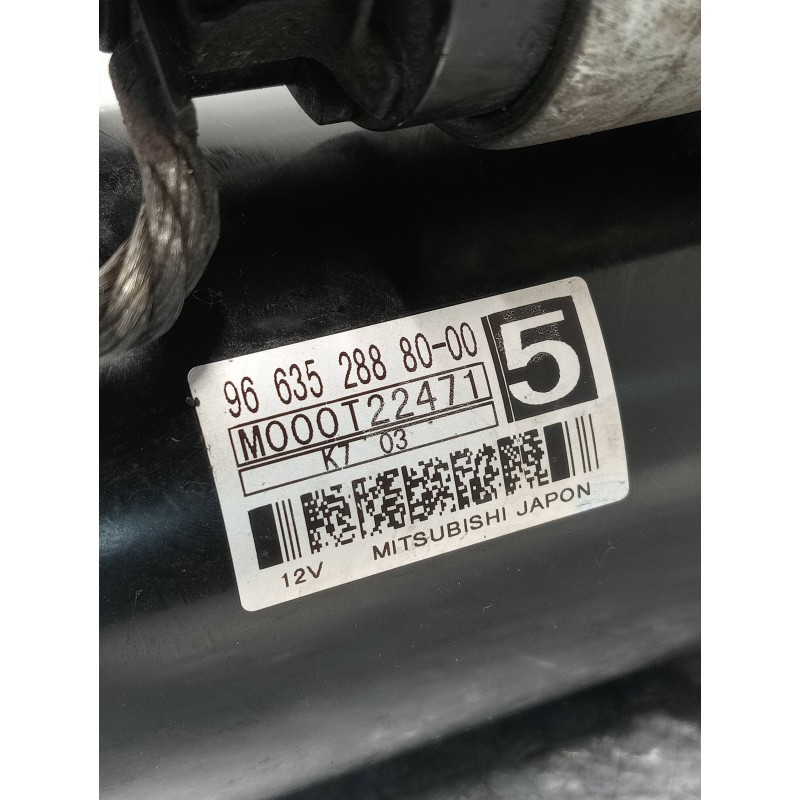 96 635 288 80-00
5
M000T22471
K7 03
12V MITSUBISHI JAPON